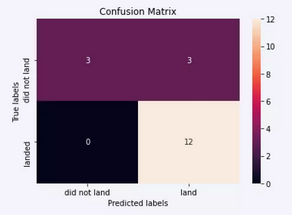 Confusion Matrix
12
10
8
6
4
2
0
True labels
did not land
landed
3 3
0 12
did not land land
Predicted labels